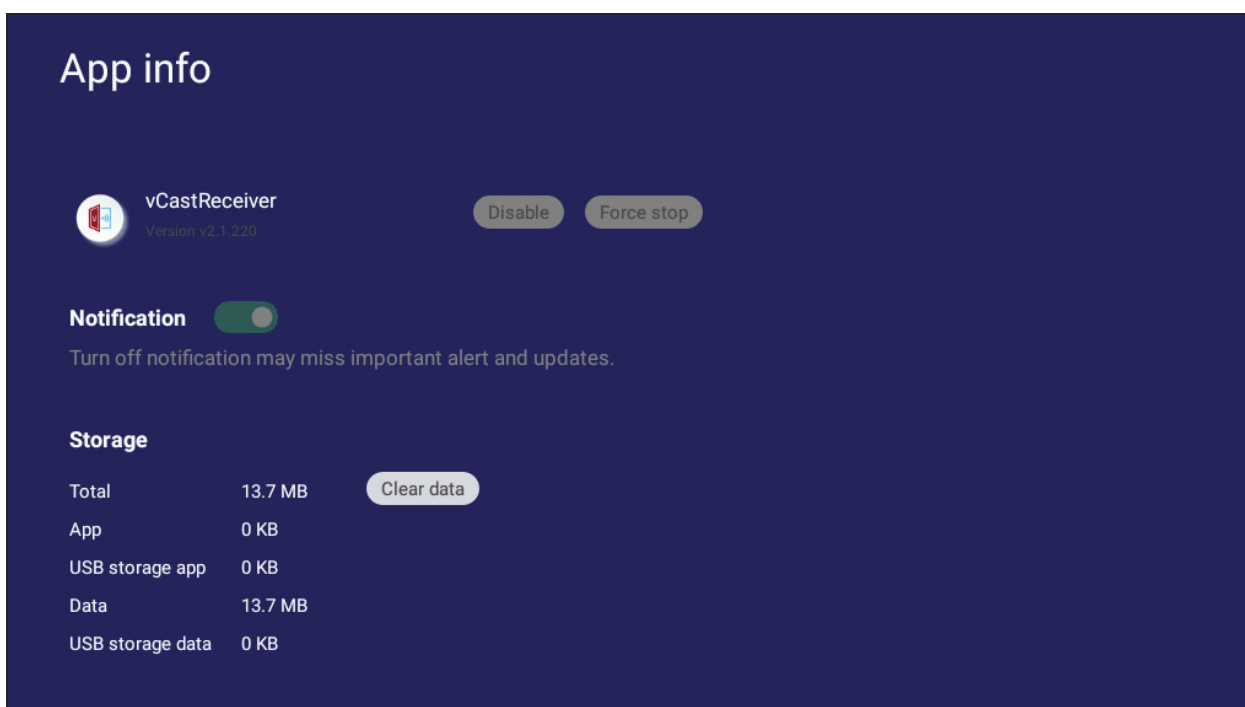 App info
vCastReceiver
Version v2.1.220
Disable
Force stop
Notification
Turn off notification may miss important alert and updates.
Storage
Total 13.7 MB Clear data
App 0 KB
USB storage app 0 KB
Data 13.7 MB
USB storage data 0 KB